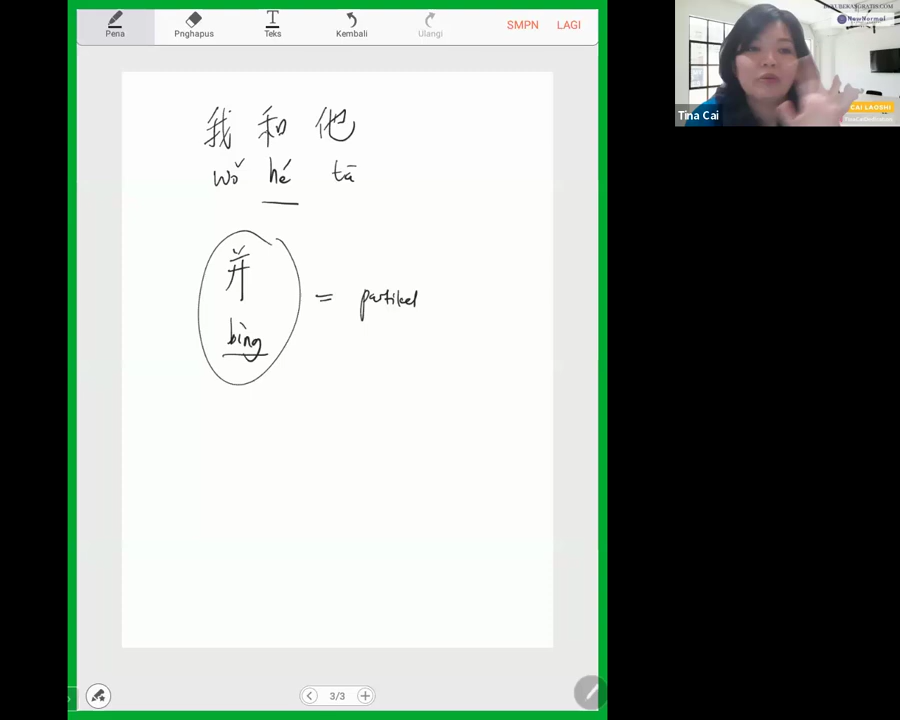 Pena
Pnghapus
Teks
Kembali
Ulangi
SMPN
LAGI
我 和 他
wǒ hé tā
并 = partikel
bìng
3/3
Tina Cai
NewNormal
CAI LAOSHI